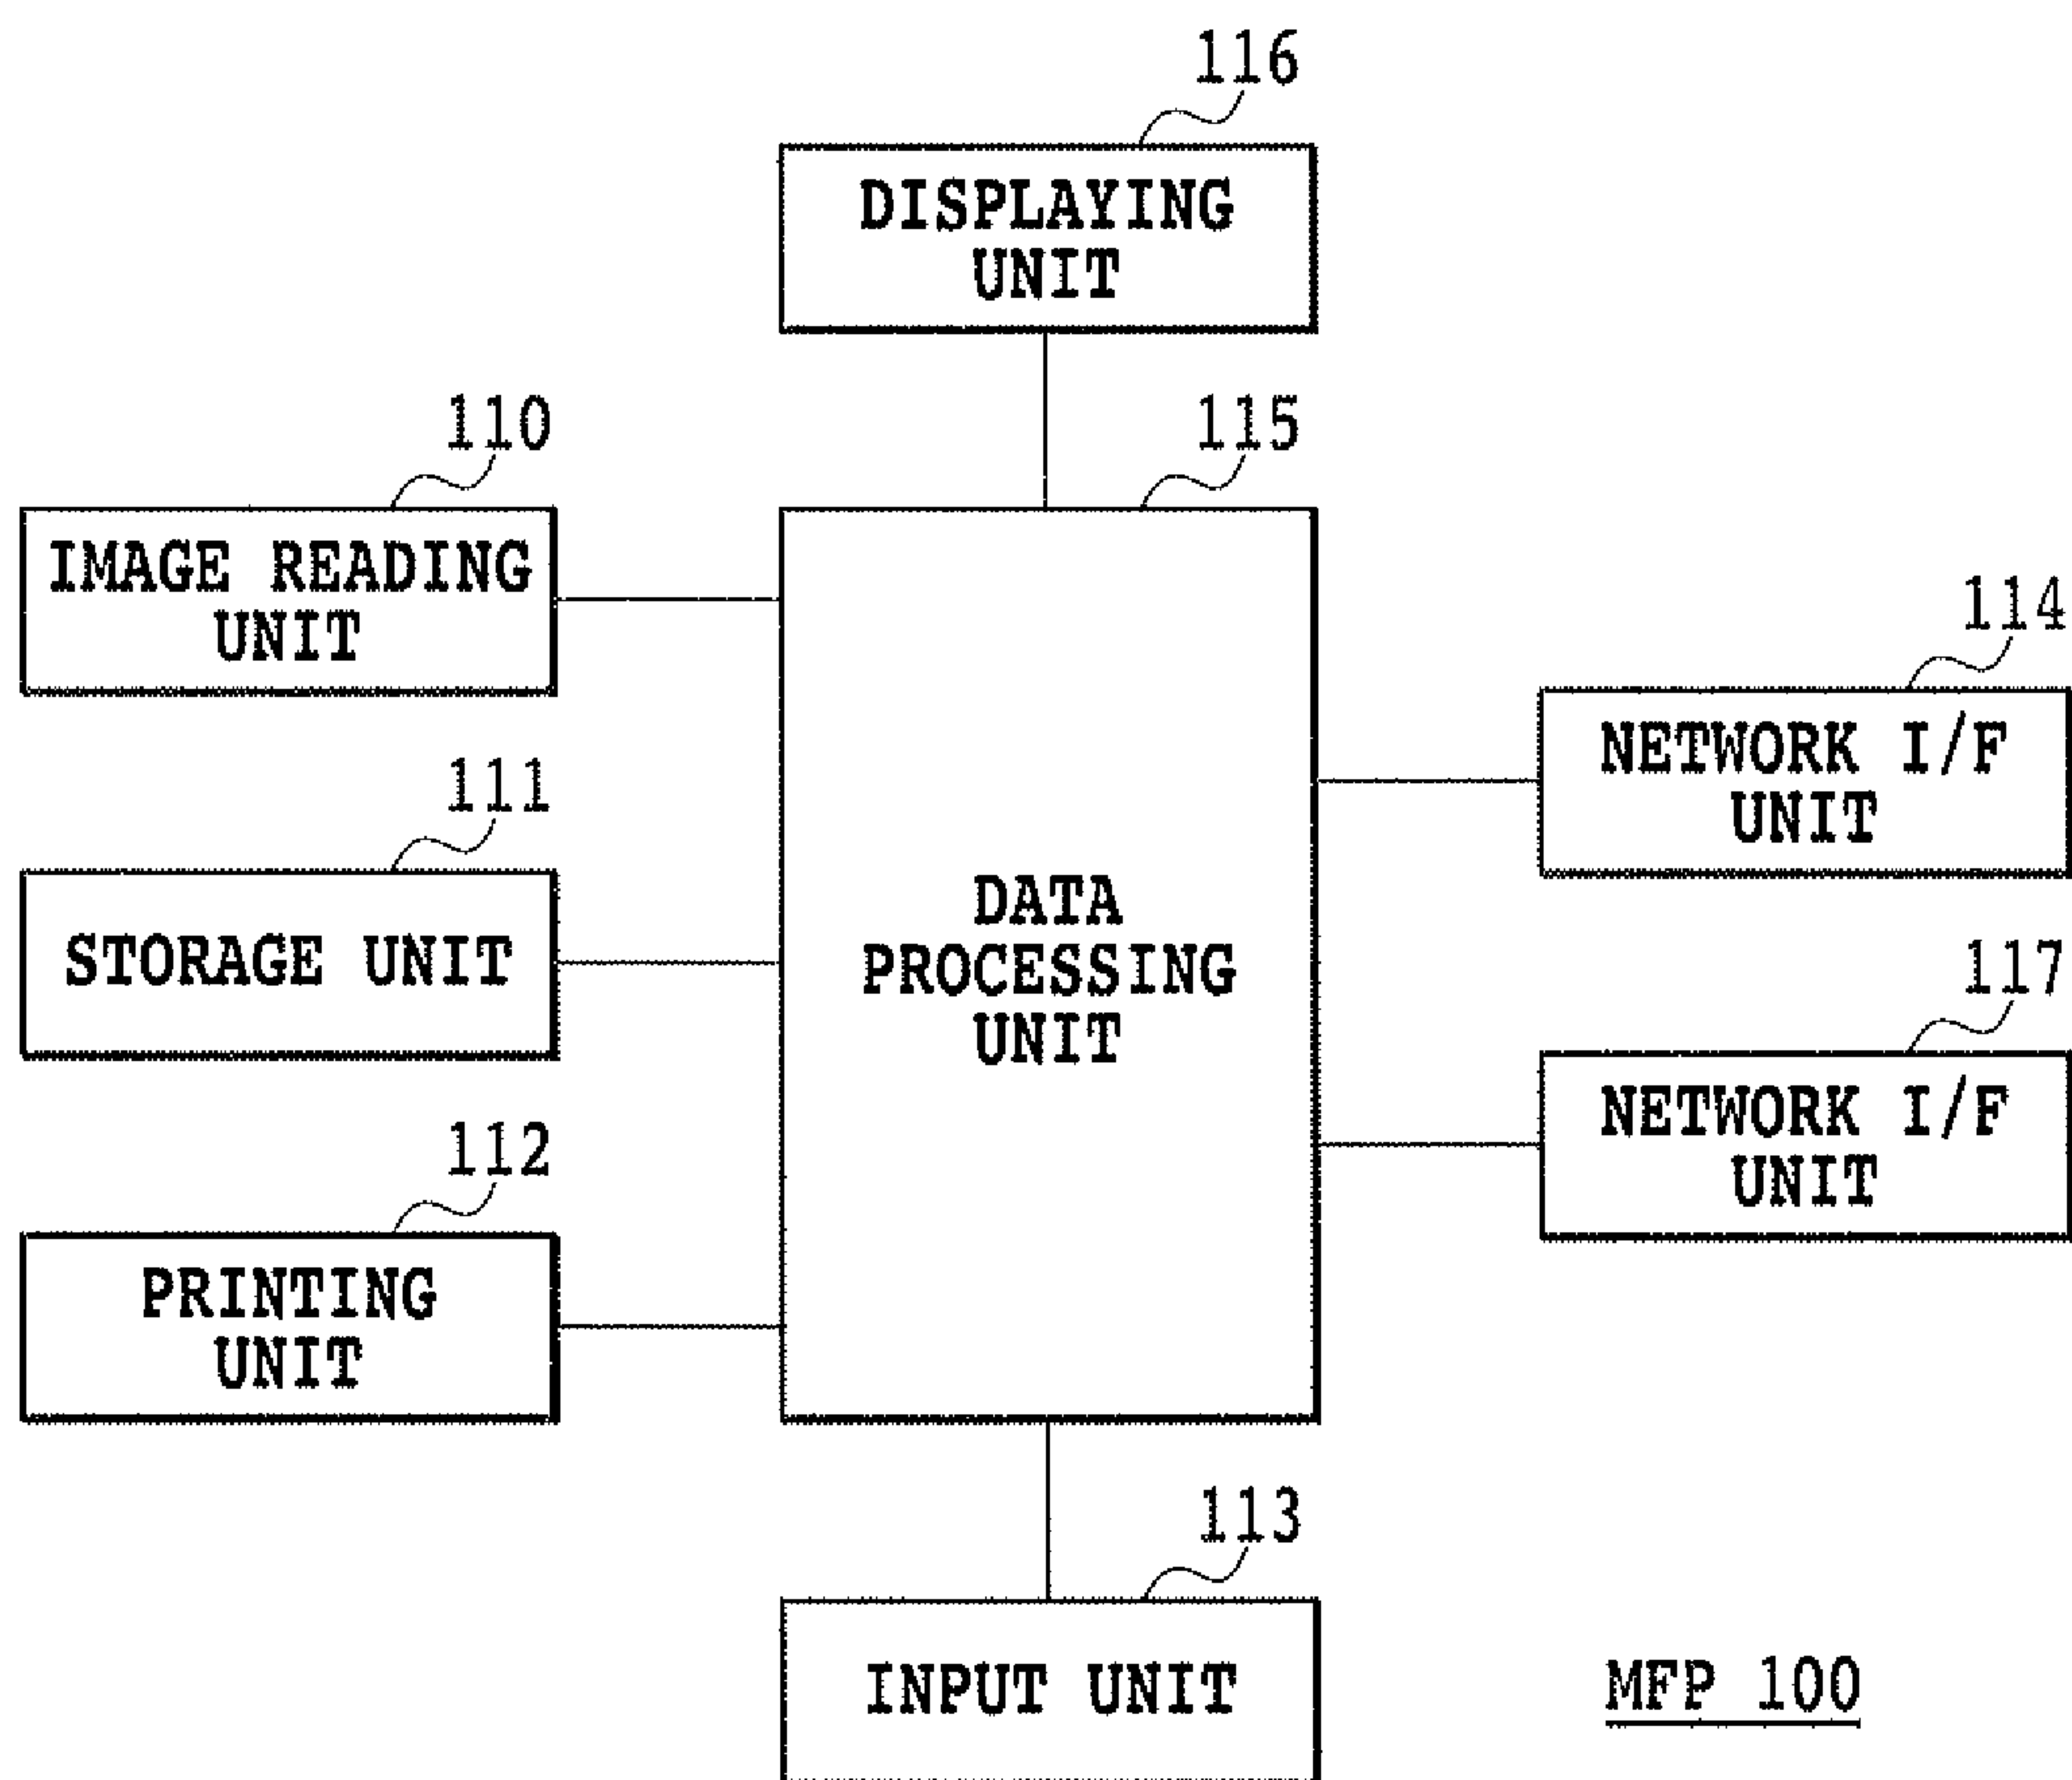 116
DISPLAYING
UNIT
110
115
IMAGE READING
UNIT
114
NETWORK I/F
UNIT
111
STORAGE UNIT
DATA
PROCESSING
UNIT
117
NETWORK I/F
UNIT
112
PRINTING
UNIT
113
INPUT UNIT
MFP 100